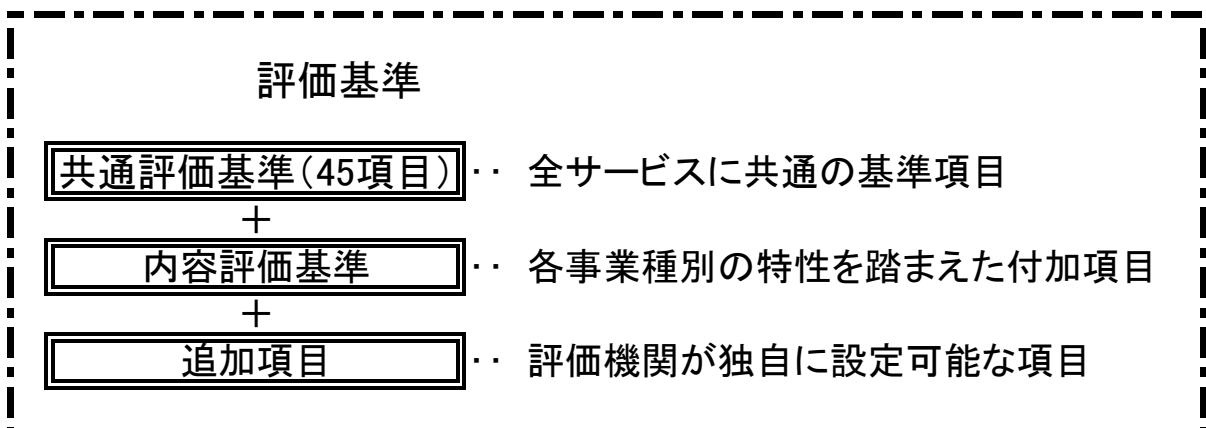 評価基準
共通評価基準（45項目）‥ 全サービスに共通の基準項目
＋
内容評価基準‥ 各事業種別の特性を踏まえた付加項目
＋
追加項目‥ 評価機関が独自に設定可能な項目